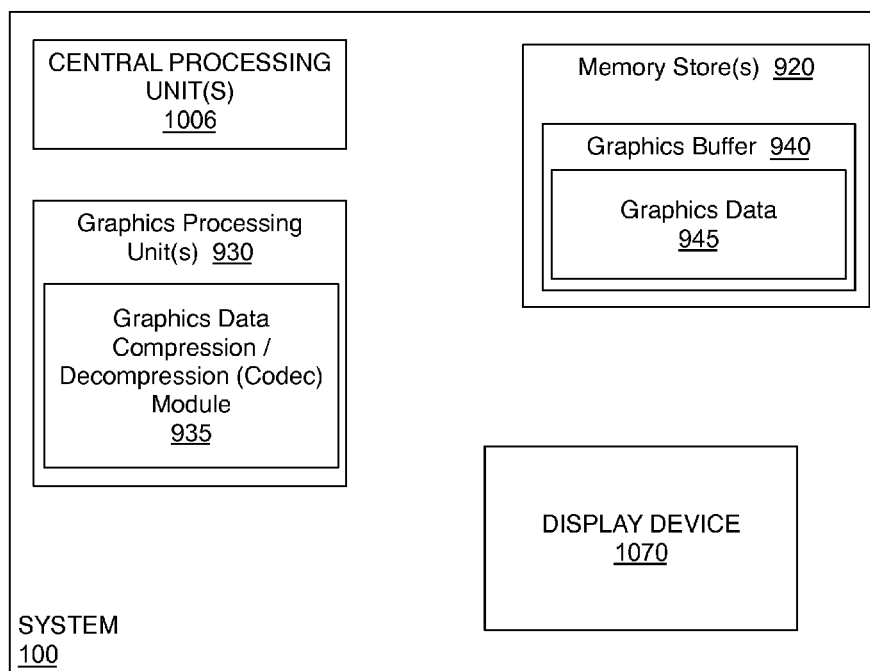 CENTRAL PROCESSING
UNIT(S)
1006
Memory Store(s) 920
Graphics Buffer 940
Graphics Data
945
Graphics Processing
Unit(s) 930
Graphics Data
Compression /
Decompression (Codec)
Module
935
DISPLAY DEVICE
1070
SYSTEM
100